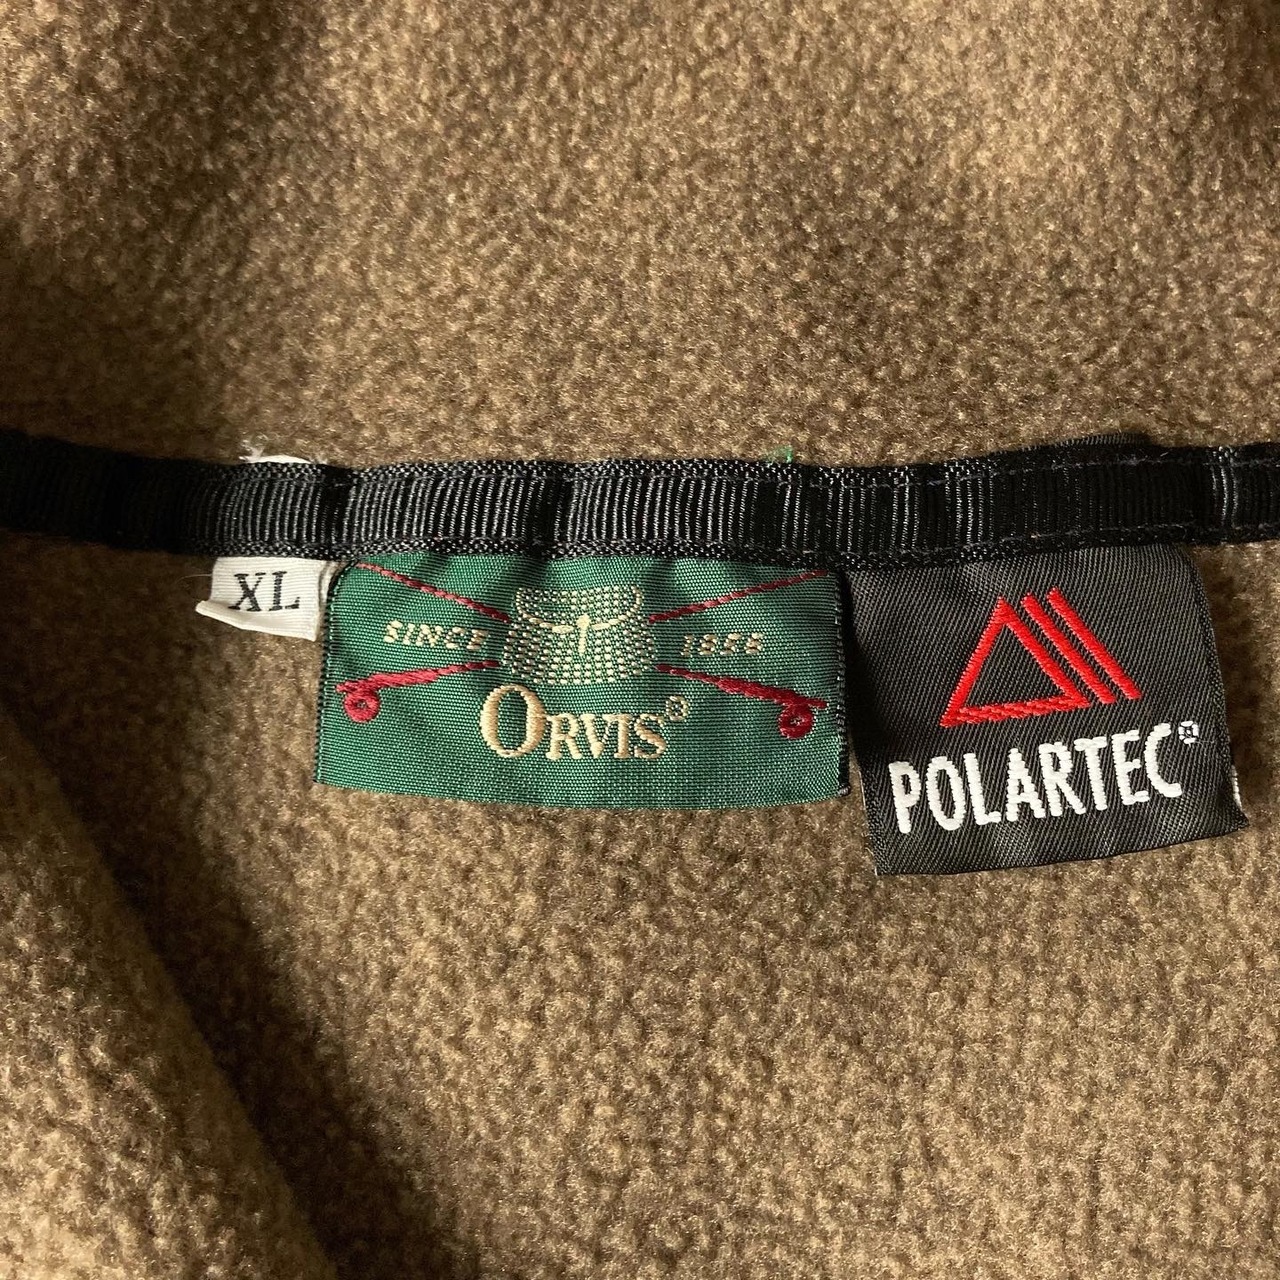 XL
SINCE 1856
ORVIS®
POLARTEC®